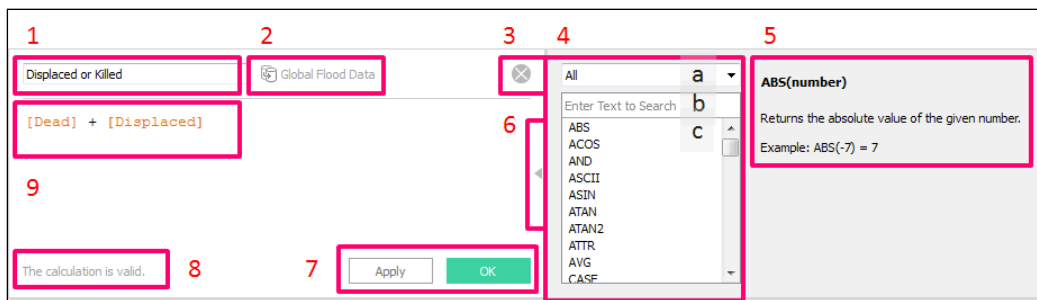 1 2 3 4 5
Displaced or Killed Global Flood Data All a
ABS(number)
Enter Text to Search b
[Dead] + [Displaced]
6 ABS c
Returns the absolute value of the given number.
ACOS
AND
Example: ABS(-7) = 7
ASCII
9 ASIN
ATAN
ATAN2
ATTR
The calculation is valid. 8 7 Apply OK AVG
CASE